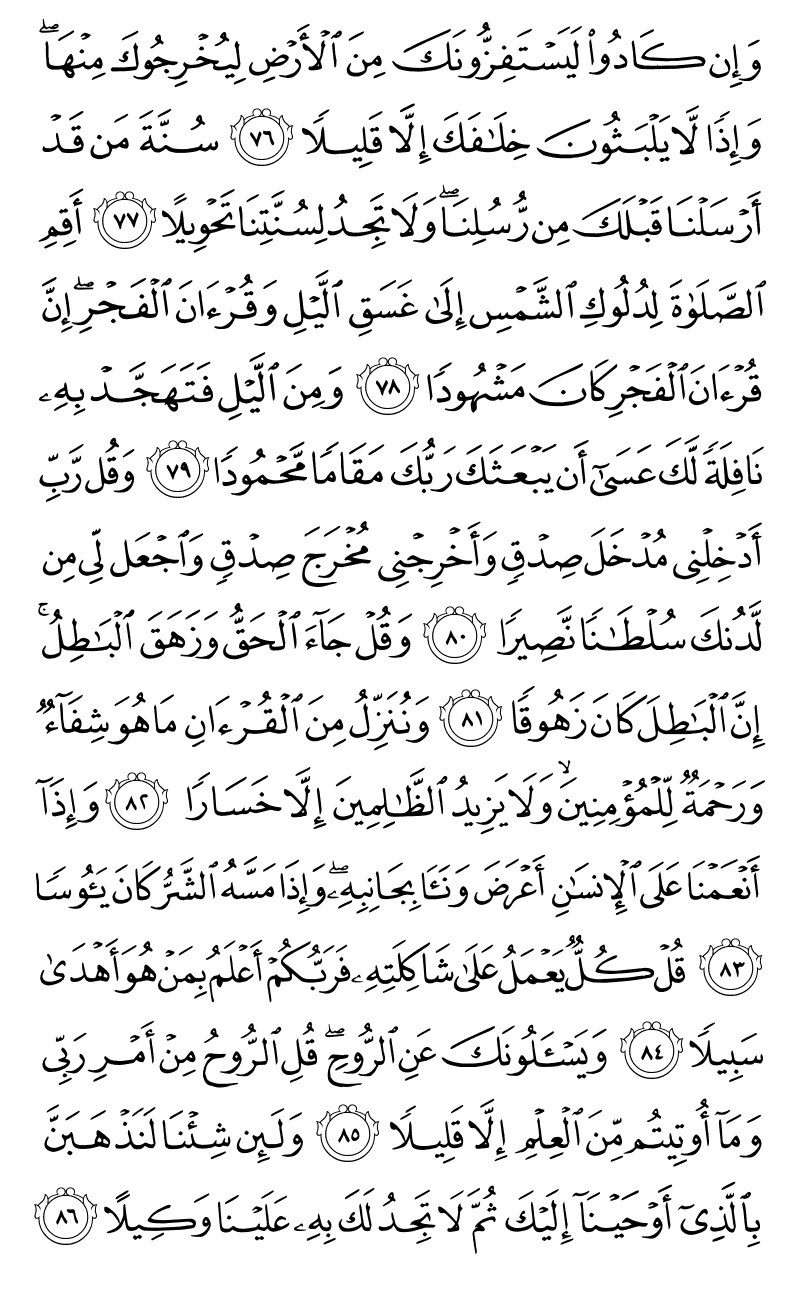 وَإِن كَادُوا۟ لَيَسْتَفِزُّونَكَ مِنَ ٱلْأَرْضِ لِيُخْرِجُوكَ مِنْهَا ۖ
وَإِذًا لَّا يَلْبَثُونَ خِلَـٰفَكَ إِلَّا قَلِيلًا ٧٦ سُنَّةَ مَن قَدْ
أَرْسَلْنَا قَبْلَكَ مِن رُّسُلِنَا ۖ وَلَا تَجِدُ لِسُنَّتِنَا تَحْوِيلًا ٧٧ أَقِمِ
ٱلصَّلَوٰةَ لِدُلُوكِ ٱلشَّمْسِ إِلَىٰ غَسَقِ ٱلَّيْلِ وَقُرْءَانَ ٱلْفَجْرِ ۖ إِنَّ
قُرْءَانَ ٱلْفَجْرِ كَانَ مَشْهُودًا ٧٨ وَمِنَ ٱلَّيْلِ فَتَهَجَّدْ بِهِۦ
نَافِلَةً لَّكَ عَسَىٰٓ أَن يَبْعَثَكَ رَبُّكَ مَقَامًا مَّحْمُودًا ٧٩ وَقُل رَّبِّ
أَدْخِلْنِى مُدْخَلَ صِدْقٍ وَأَخْرِجْنِى مُخْرَجَ صِدْقٍ وَٱجْعَل لِّى مِن
لَّدُنكَ سُلْطَـٰنًا نَّصِيرًا ٨٠ وَقُلْ جَآءَ ٱلْحَقُّ وَزَهَقَ ٱلْبَـٰطِلُ ۚ
إِنَّ ٱلْبَـٰطِلَ كَانَ زَهُوقًا ٨١ وَنُنَزِّلُ مِنَ ٱلْقُرْءَانِ مَا هُوَ شِفَآءٌ
وَرَحْمَةٌ لِّلْمُؤْمِنِينَ ۙ وَلَا يَزِيدُ ٱلظَّـٰلِمِينَ إِلَّا خَسَارًا ٨٢ وَإِذَآ
أَنْعَمْنَا عَلَى ٱلْإِنسَـٰنِ أَعْرَضَ وَنَـَٔا بِجَانِبِهِۦ ۖ وَإِذَا مَسَّهُ ٱلشَّرُّ كَانَ يَـُٔوسًا
٨٣ قُلْ كُلٌّ يَعْمَلُ عَلَىٰ شَاكِلَتِهِۦ فَرَبُّكُمْ أَعْلَمُ بِمَنْ هُوَ أَهْدَىٰ
سَبِيلًا ٨٤ وَيَسْـَٔلُونَكَ عَنِ ٱلرُّوحِ ۖ قُلِ ٱلرُّوحُ مِنْ أَمْرِ رَبِّى
وَمَآ أُوتِيتُم مِّنَ ٱلْعِلْمِ إِلَّا قَلِيلًا ٨٥ وَلَئِن شِئْنَا لَنَذْهَبَنَّ
بِٱلَّذِىٓ أَوْحَيْنَآ إِلَيْكَ ثُمَّ لَا تَجِدُ لَكَ بِهِۦ عَلَيْنَا وَكِيلًا ٨٦